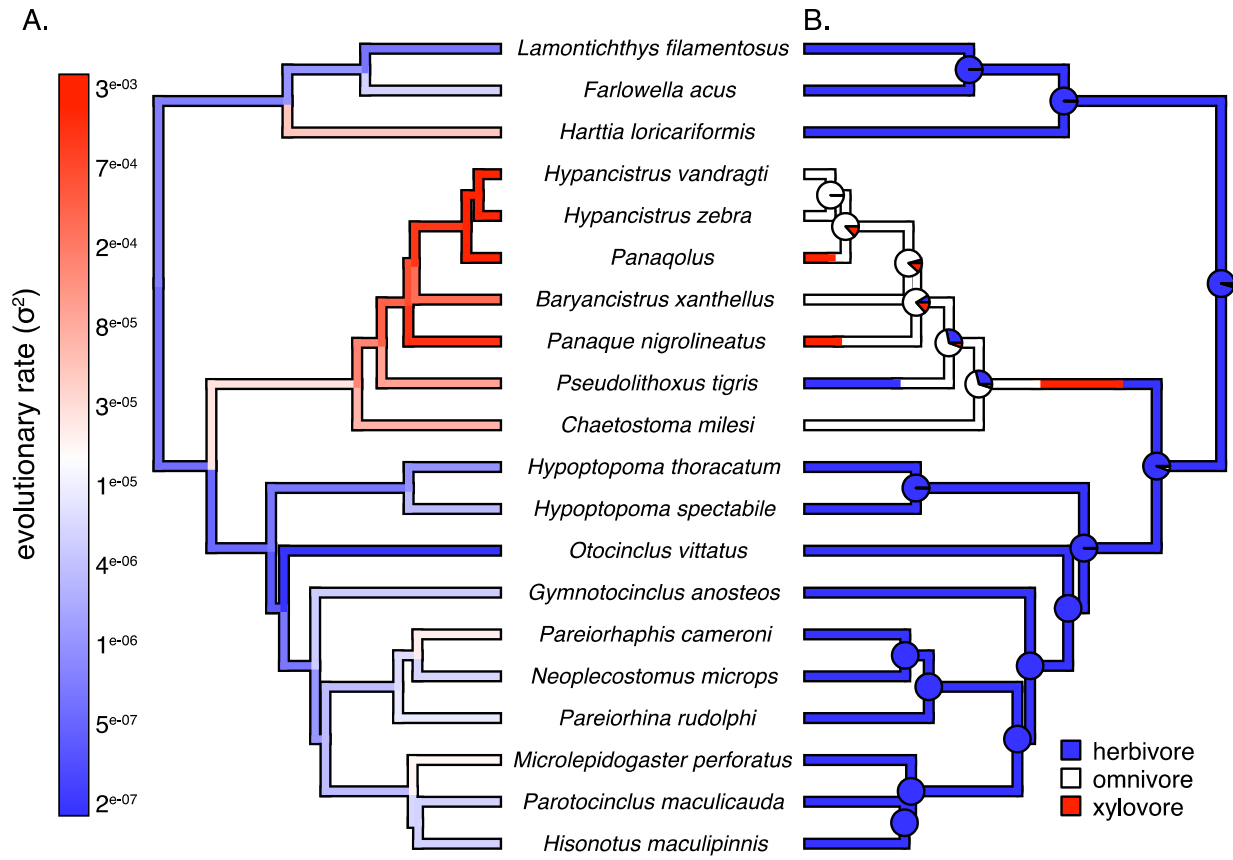 A.
B.
evolutionary rate (σ²)
3e-03
7e-04
2e-04
8e-05
3e-05
1e-05
4e-06
1e-06
5e-07
2e-07
Lamontichthys filamentosus
Farlowella acus
Harttia loricariformis
Hypancistrus vandragti
Hypancistrus zebra
Panaqolus
Baryancistrus xanthellus
Panaque nigrolineatus
Pseudolithoxus tigris
Chaetostoma milesi
Hypoptopoma thoracatum
Hypoptopoma spectabile
Otocinclus vittatus
Gymnotocinclus anosteos
Pareiorhaphis cameroni
Neoplecostomus microps
Pareiorhina rudolphi
Microlepidogaster perforatus
Parotocinclus maculicauda
Hisonotus maculipinnis
herbivore
omnivore
xylovore